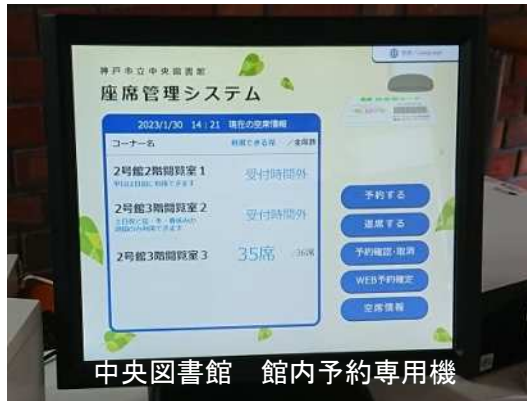 神戸市立中央図書館
座席管理システム
2023/1/30 14:21 現在の空席情報
コーナー名 利用できる席 /全席数
2号館2階閲覧室1 受付時間外
2号館3階閲覧室2 受付時間外
2号館3階閲覧室3 35席 /36席
予約する
退席する
予約確認・取消
WEB予約確定
空席情報
中央図書館 館内予約専用機